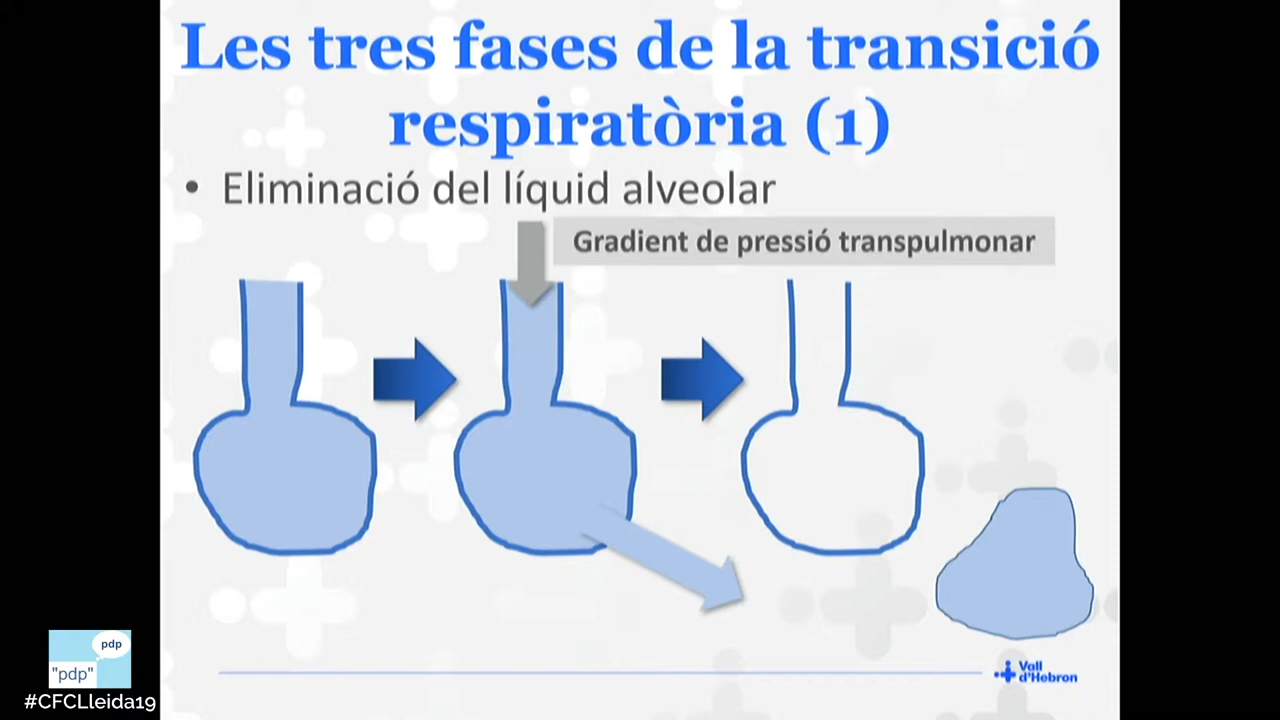 Les tres fases de la transició
respiratòria (1)
• Eliminació del líquid alveolar
Gradient de pressió transpulmonar
pdp
"pdp"
#CFCLleida19
Vall
d'Hebron